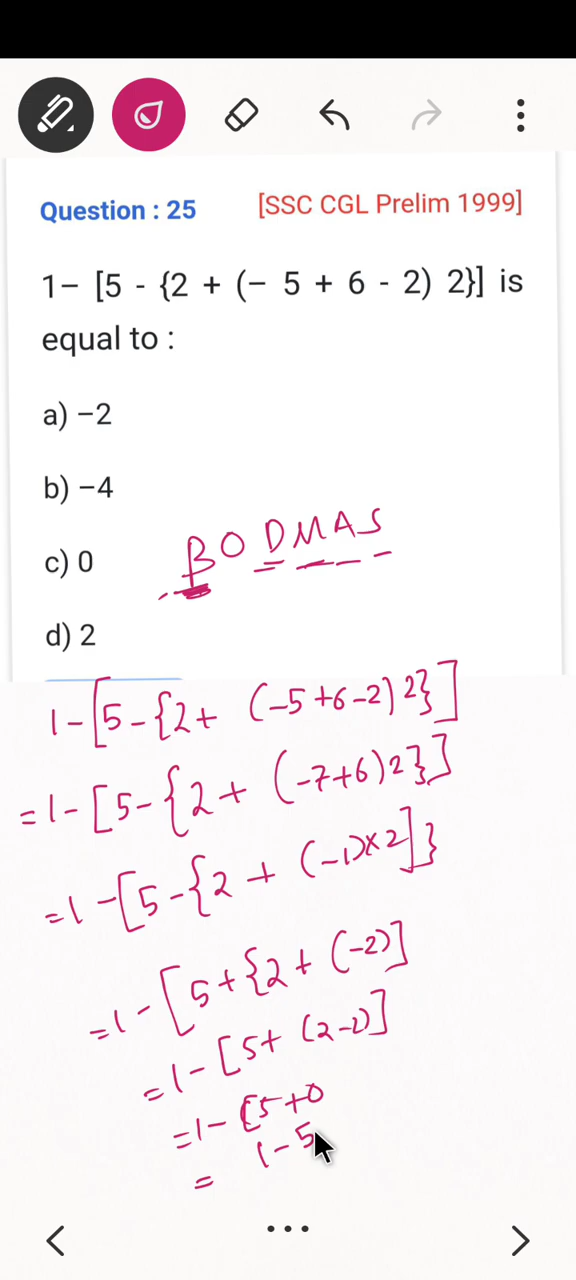 Question : 25 [SSC CGL Prelim 1999]
1– [5 - {2 + (– 5 + 6 - 2) 2}] is
equal to :
a) –2
b) –4
c) 0
d) 2
BODMAS
1-[5-{2+ (-5+6-2)2}]
=1-[5-{2+ (-7+6)2}]
=1-[5-{2+ (-1)×2]}
=1-[5+{2+(-2)]
=1-[5+ (2-2)]
=1-[5+0
= 1-5